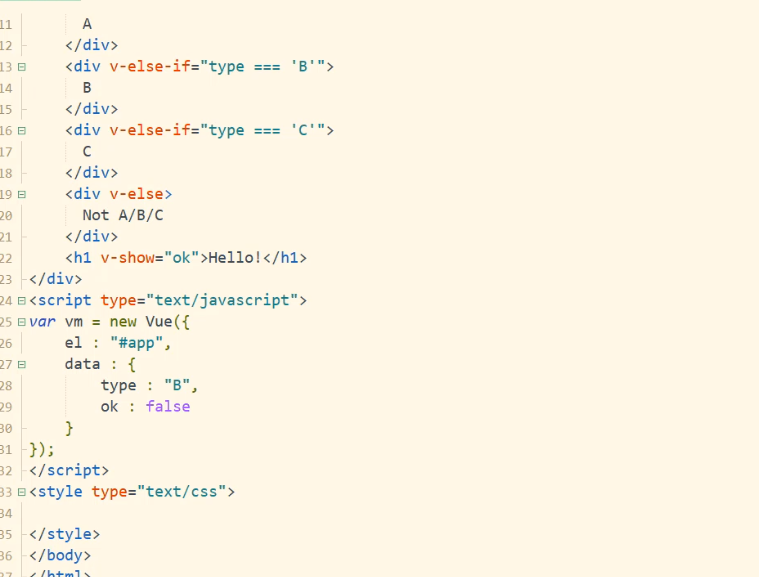 11 A
12 </div>
13 <div v-else-if="type === 'B'">
14 B
15 </div>
16 <div v-else-if="type === 'C'">
17 C
18 </div>
19 <div v-else>
20 Not A/B/C
21 </div>
22 <h1 v-show="ok">Hello!</h1>
23 </div>
24 <script type="text/javascript">
25 var vm = new Vue({
26 el : "#app",
27 data : {
28 type : "B",
29 ok : false
30 }
31 });
32 </script>
33 <style type="text/css">
34
35 </style>
36 </body>
37 </html>